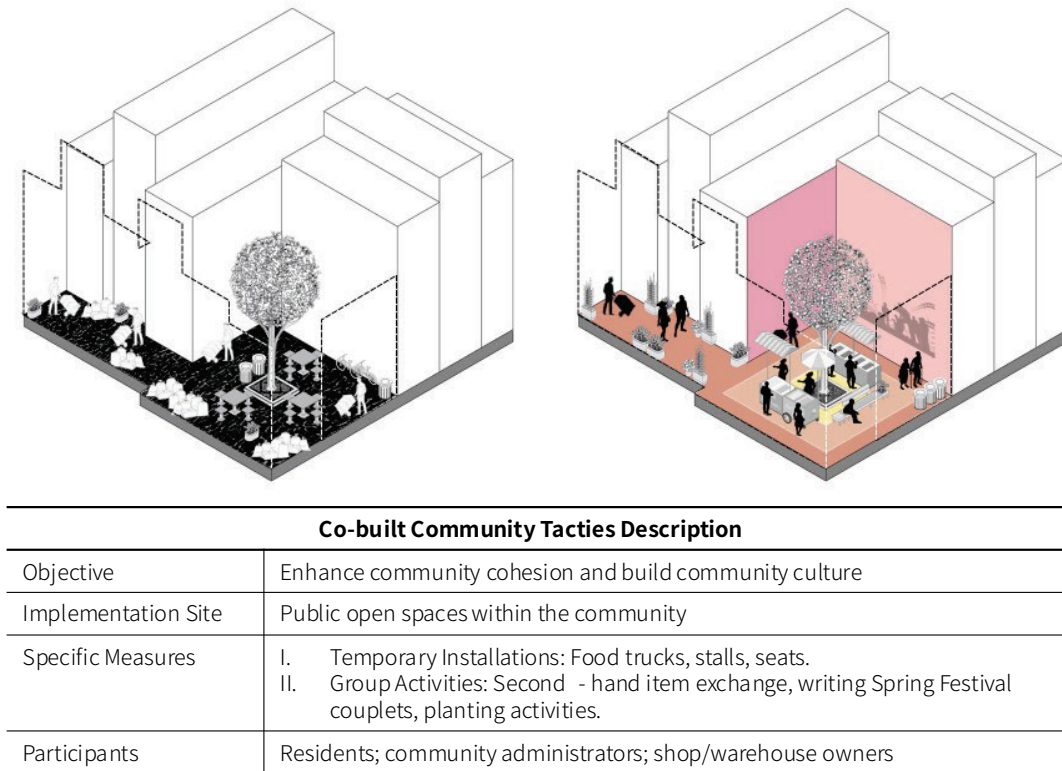 Co-built Community Tacties Description
Objective
Enhance community cohesion and build community culture
Implementation Site
Public open spaces within the community
Specific Measures
I. Temporary Installations: Food trucks, stalls, seats.
II. Group Activities: Second - hand item exchange, writing Spring Festival
couplets, planting activities.
Participants
Residents; community administrators; shop/warehouse owners